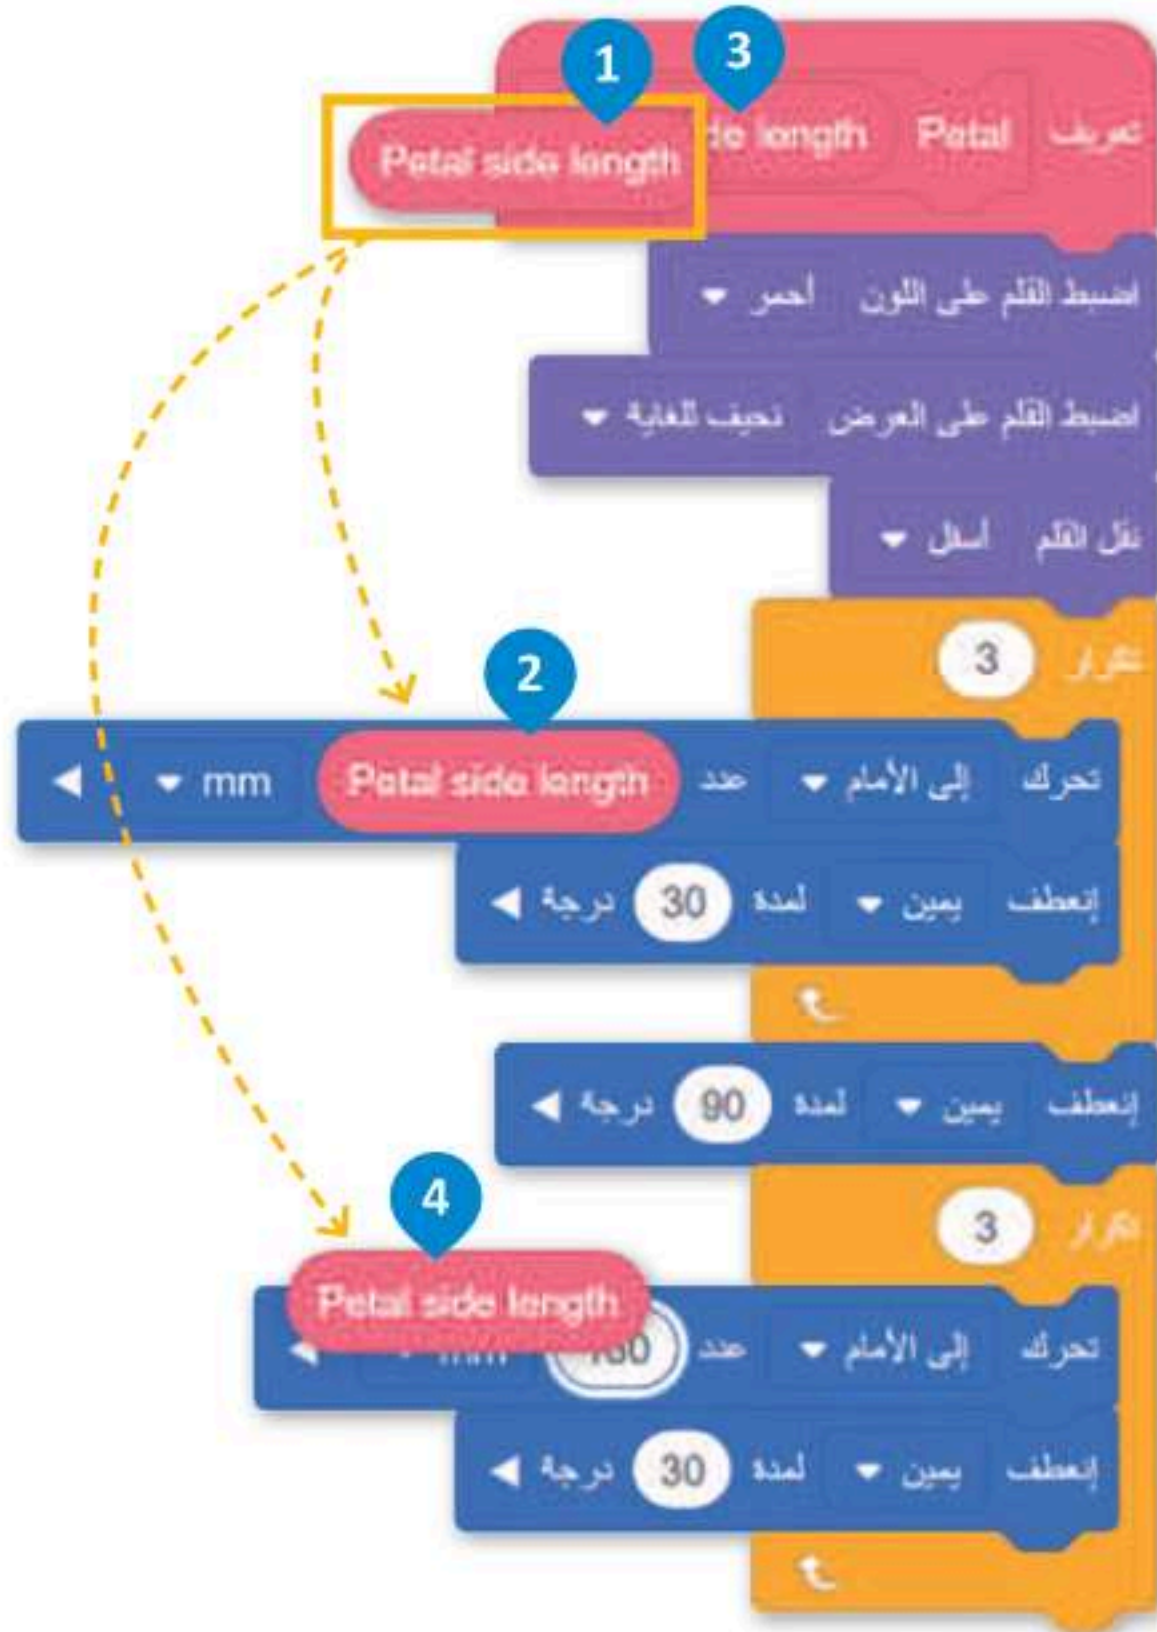 1
3
تعريف Petal de length
Petal side length
اضبط القلم على اللون أحمر
اضبط القلم على العرض نحيف للغاية
نقل القلم أسفل
تكرار 3
2
تحرك إلى الأمام عدد Petal side length mm
إنعطف يمين لمدة 30 درجة
إنعطف يمين لمدة 90 درجة
تكرار 3
4
Petal side length
تحرك إلى الأمام عدد mm
إنعطف يمين لمدة 30 درجة